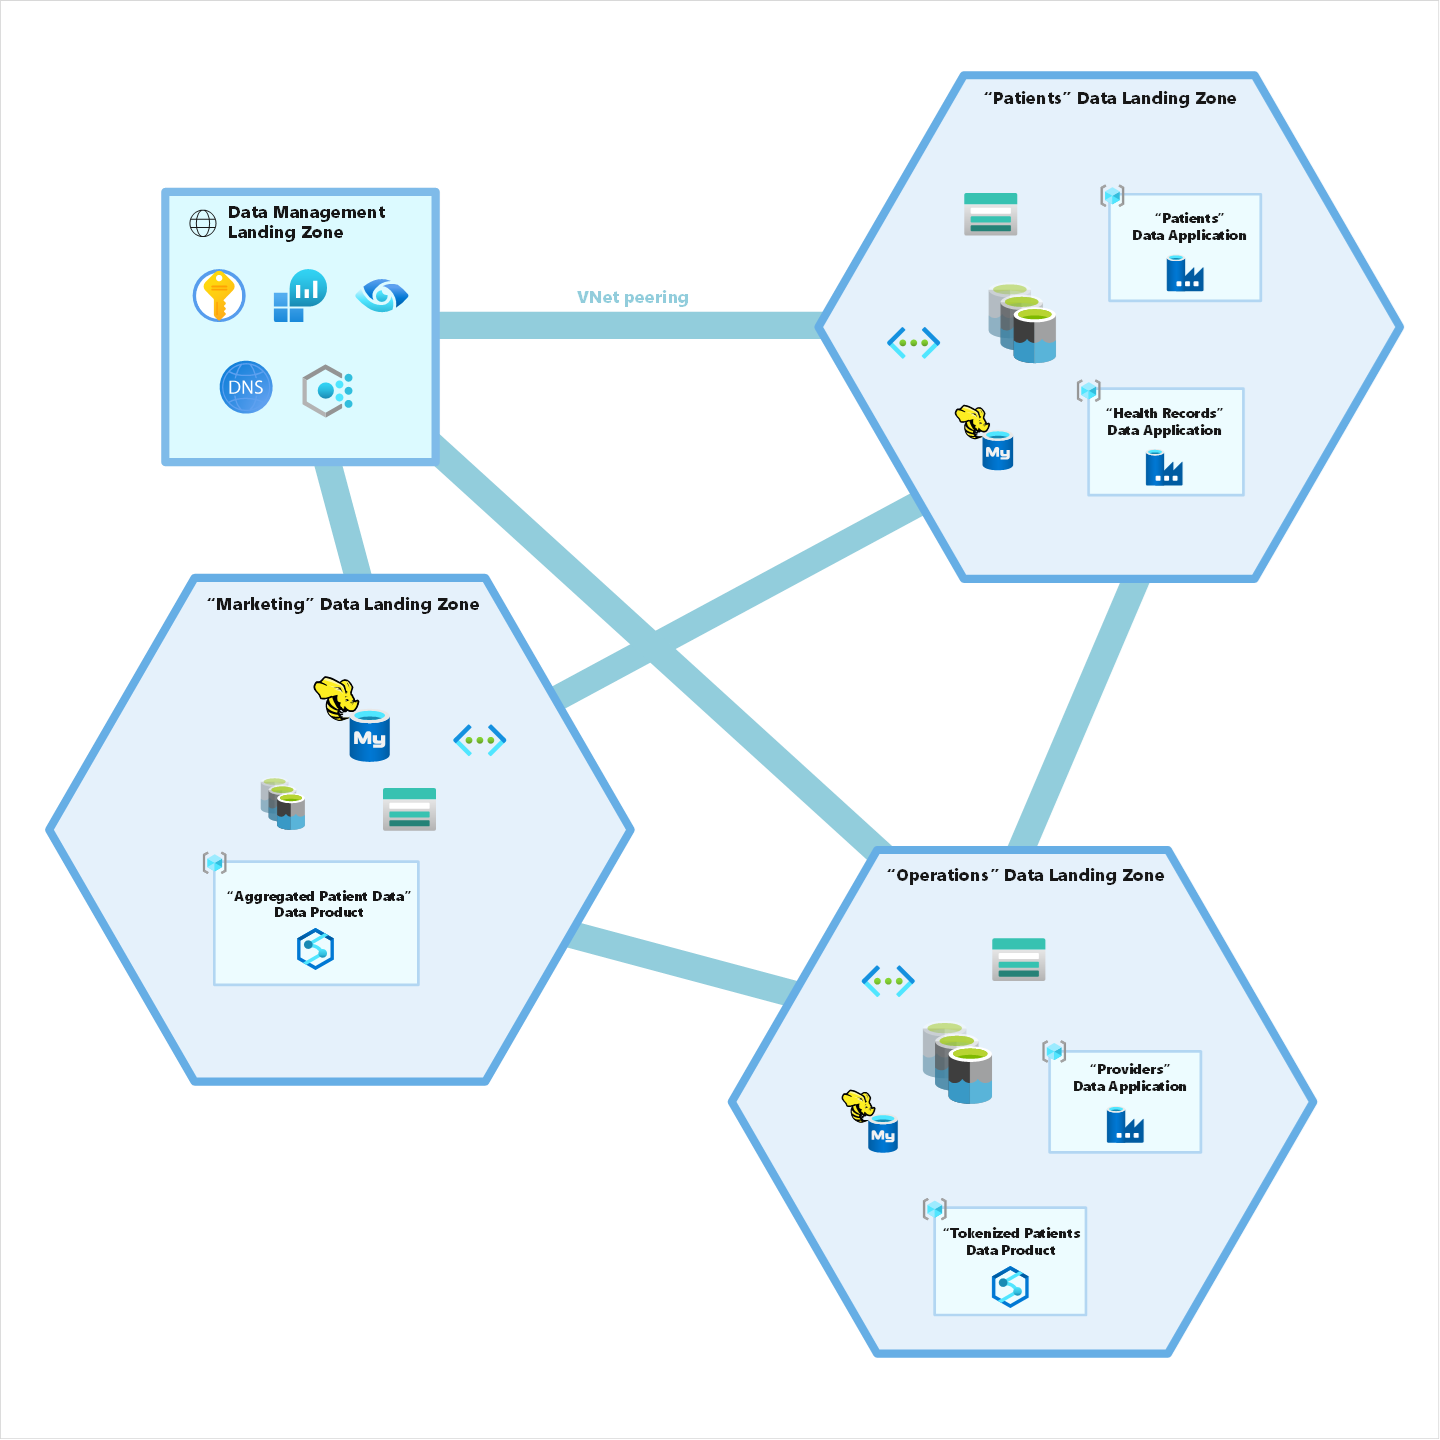 “Patients” Data Landing Zone
Data Management
Landing Zone
“Patients”
Data Application
VNet peering
DNS
“Health Records”
Data Application
My
“Marketing” Data Landing Zone
My
“Aggregated Patient Data”
Data Product
“Operations” Data Landing Zone
“Providers”
Data Application
My
“Tokenized Patients
Data Product